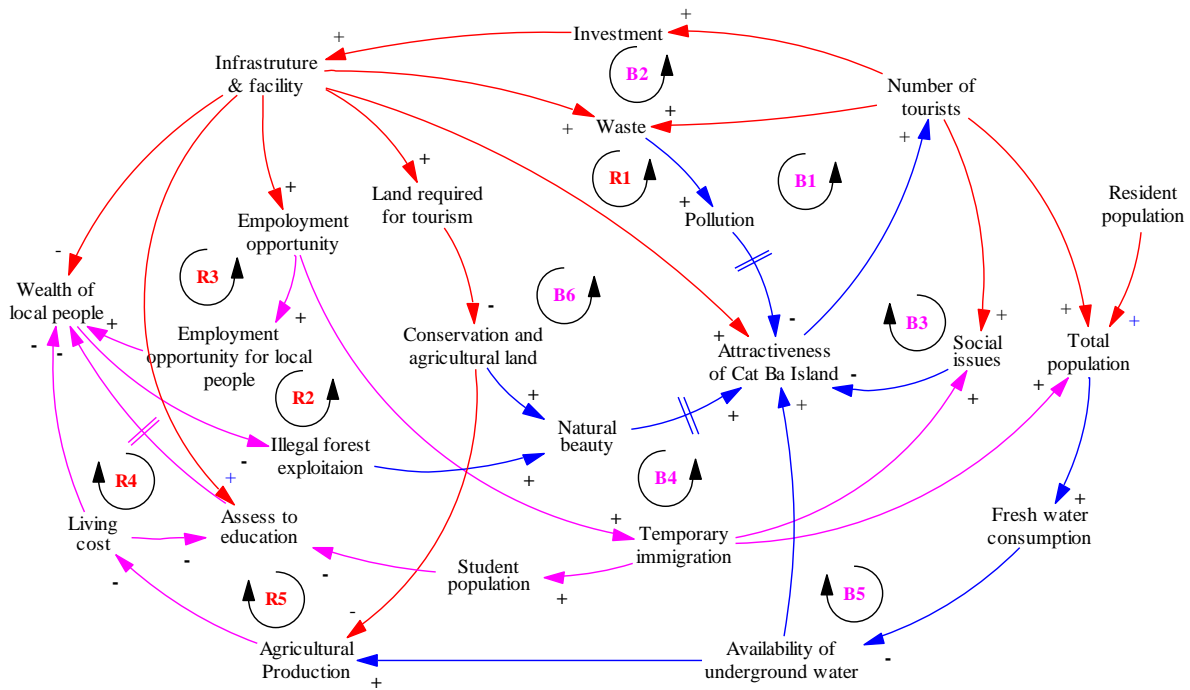 Investment
Infrastruture
& facility
Number of
tourists
B2
Waste
R1
B1
Land required
for tourism
Pollution
Resident
population
Empoloyment
opportunity
R3
Wealth of
local people
B6
Employment
opportunity for local
people
Conservation and
agricultural land
Attractiveness
of Cat Ba Island
B3
Social
issues
Total
population
R2
Natural
beauty
Illegal forest
exploitaion
R4
B4
Living
cost
Assess to
education
Temporary
immigration
Fresh water
consumption
Student
population
R5
B5
Agricultural
Production
Availability of
underground water
+
+
+
+
+
+
+
+
+
+
-
+
+
-
-
+
+
+
+
+
+
-
-
-
+
+
+
-
+
+
+
-
-
-
-
+
-
+
-